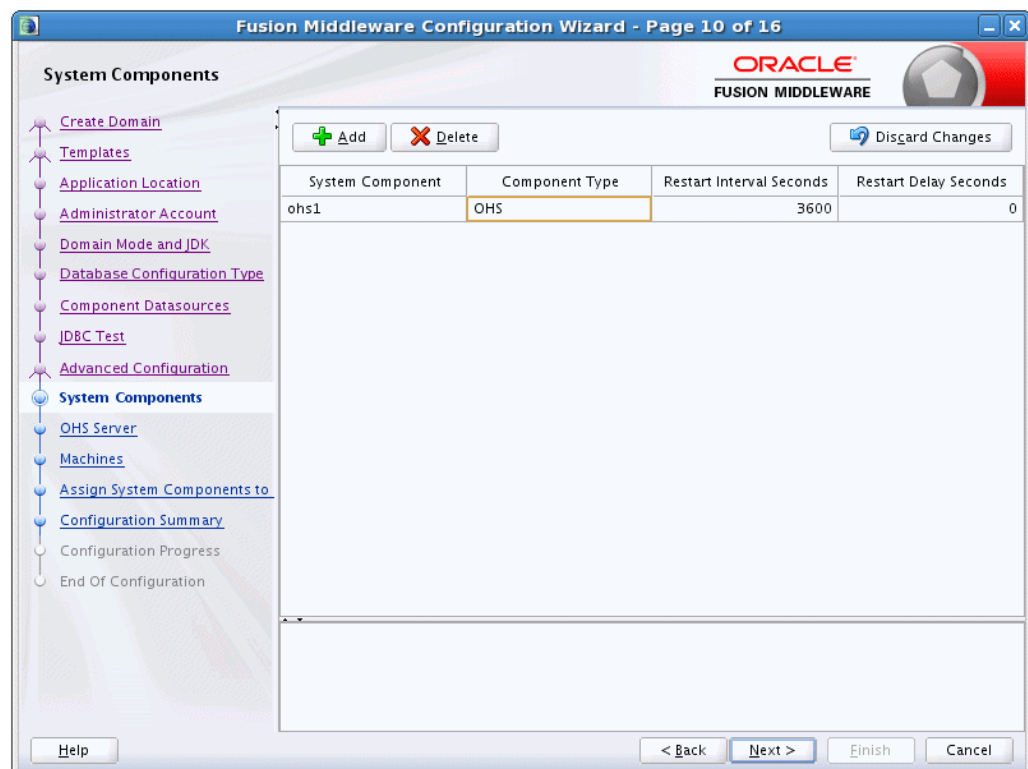 Fusion Middleware Configuration Wizard - Page 10 of 16
System Components
ORACLE
FUSION MIDDLEWARE
Create Domain
Templates
Application Location
Administrator Account
Domain Mode and JDK
Database Configuration Type
Component Datasources
JDBC Test
Advanced Configuration
System Components
OHS Server
Machines
Assign System Components to
Configuration Summary
Configuration Progress
End Of Configuration
Add Delete Discard Changes
System Component Component Type Restart Interval Seconds Restart Delay Seconds
ohs1 OHS 3600 0
Help < Back Next > Finish Cancel